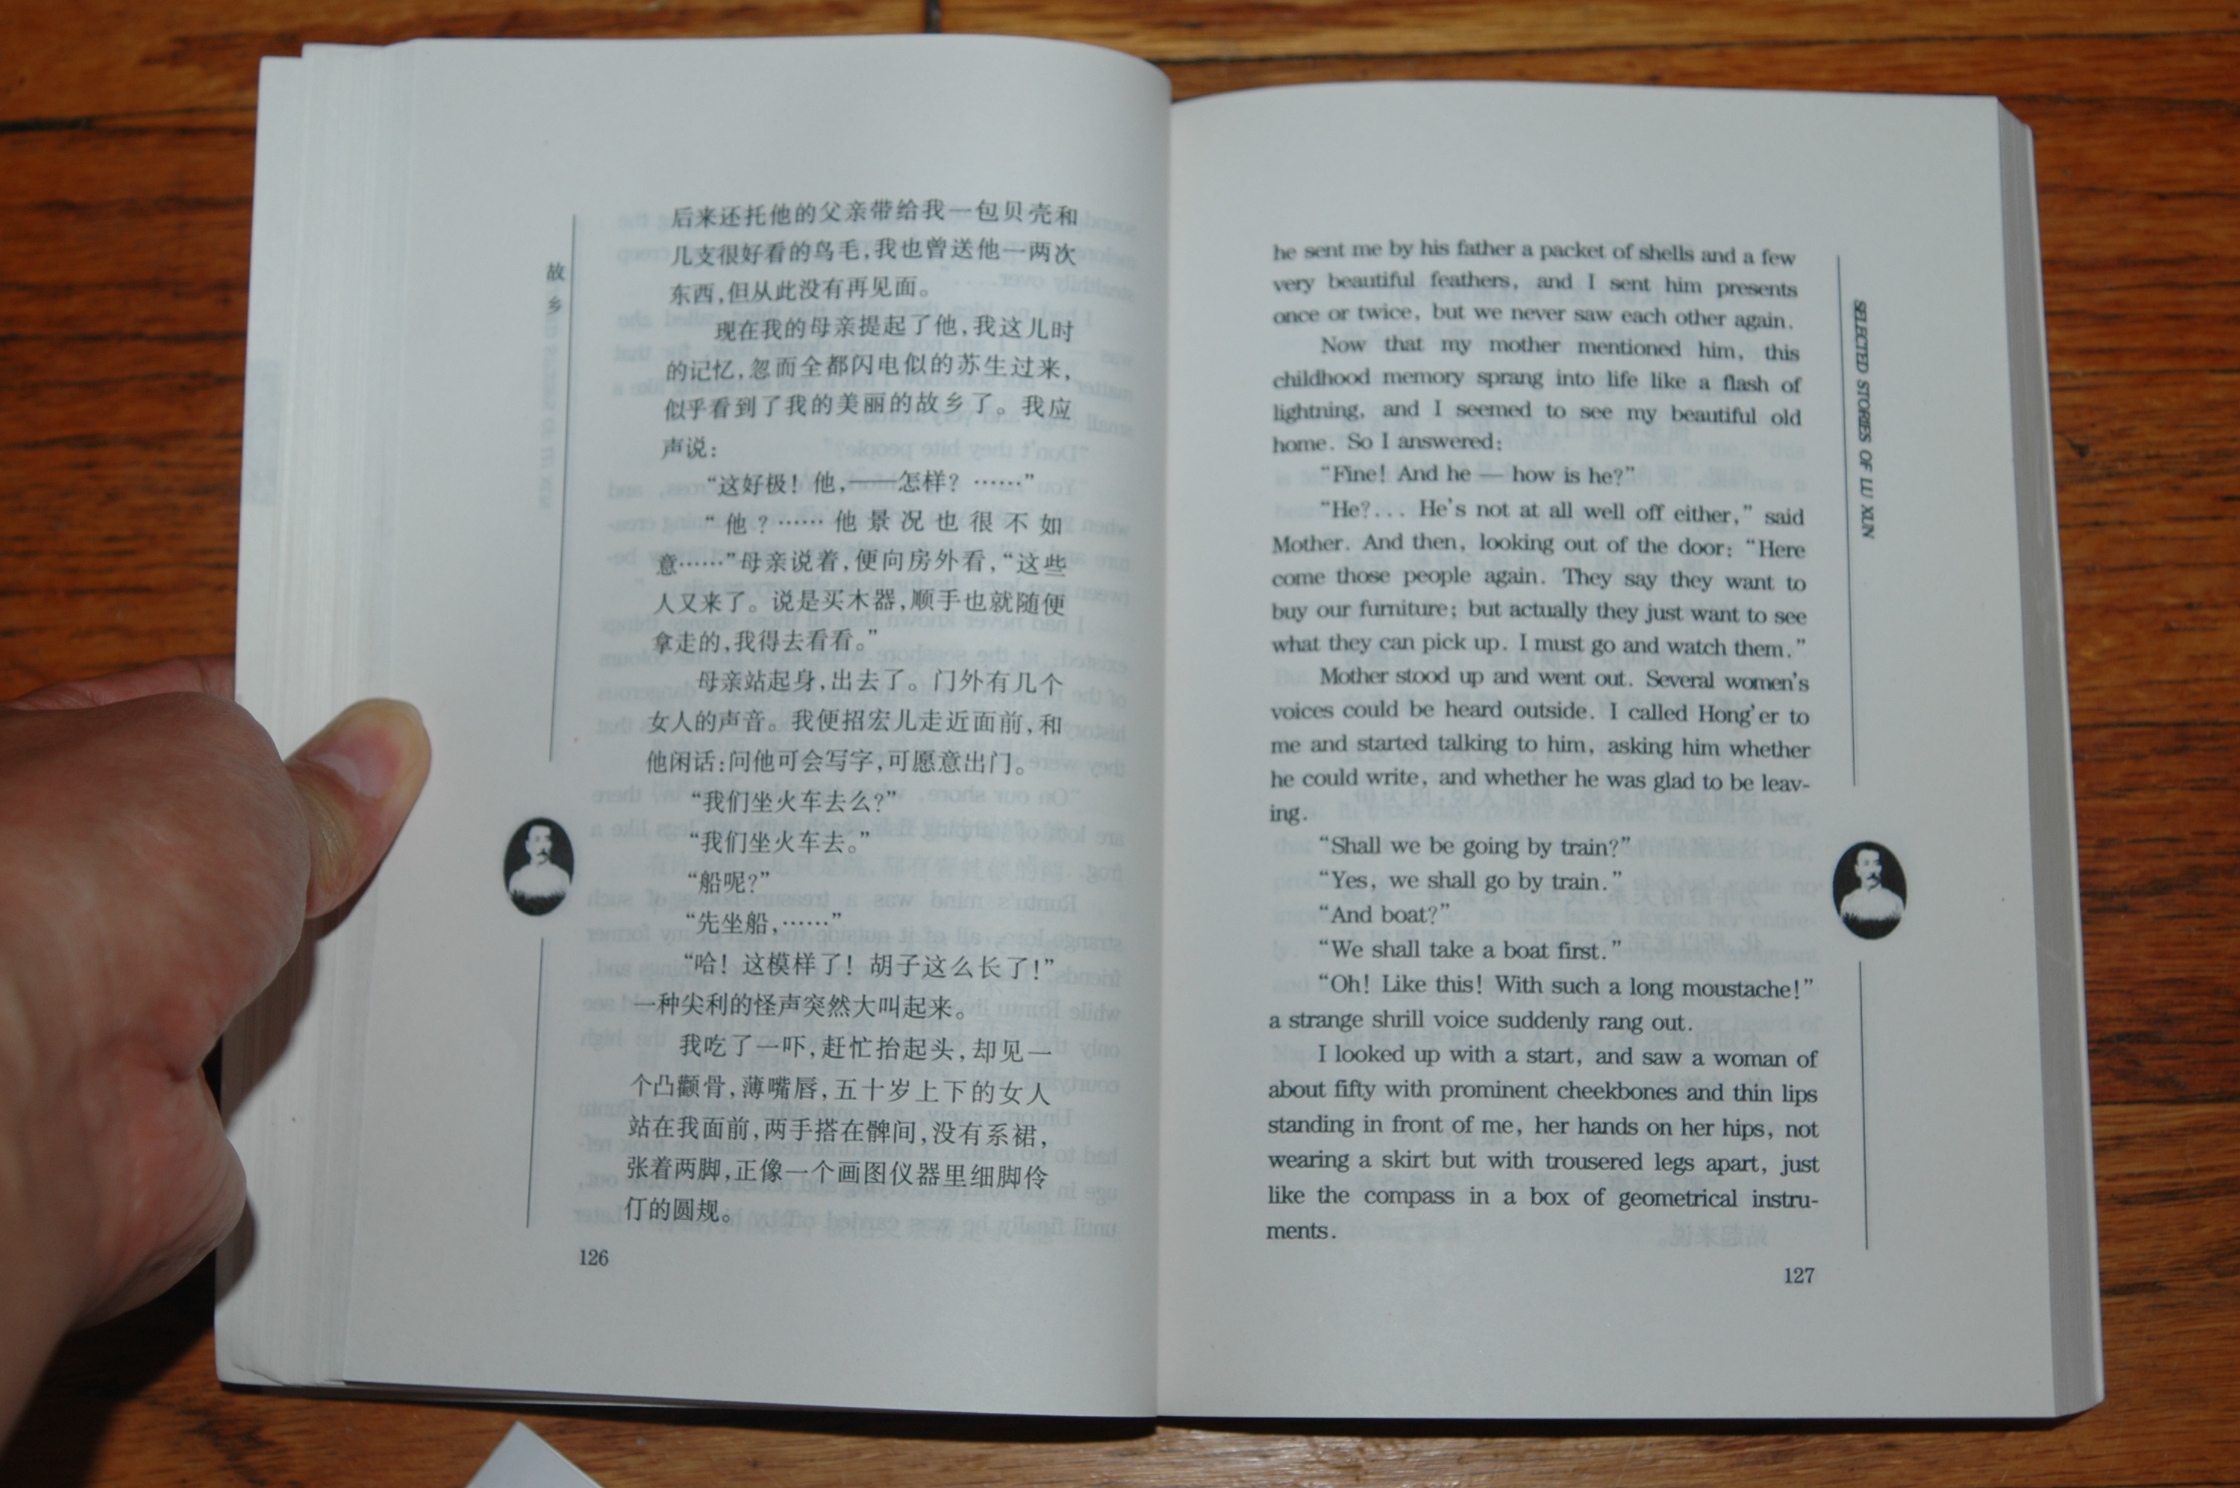 故
乡
后来还托他的父亲带给我一包贝壳和
几支很好看的鸟毛，我也曾送他一两次
东西，但从此没有再见面。
现在我的母亲提起了他，我这儿时
的记忆，忽而全都闪电似的苏生过来，
似乎看到了我的美丽的故乡了。我应
声说：
“这好极！他，——怎样？……”
“他？……他景况也很不如
意……”母亲说着，便向房外看，“这些
人又来了。说是买木器，顺手也就随便
拿走的，我得去看看。”
母亲站起身，出去了。门外有几个
女人的声音。我便招宏儿走近面前，和
他闲话：问他可会写字，可愿意出门。
“我们坐火车去么？”
“我们坐火车去。”
“船呢？”
“先坐船，……”
“哈！这模样了！胡子这么长了！”
一种尖利的怪声突然大叫起来。
我吃了一吓，赶忙抬起头，却见一
个凸颧骨，薄嘴唇，五十岁上下的女人
站在我面前，两手搭在髀间，没有系裙，
张着两脚，正像一个画图仪器里细脚伶
仃的圆规。
126
SELECTED STORIES OF LU XUN
he sent me by his father a packet of shells and a few
very beautiful feathers, and I sent him presents
once or twice, but we never saw each other again.
Now that my mother mentioned him, this
childhood memory sprang into life like a flash of
lightning, and I seemed to see my beautiful old
home. So I answered:
“Fine! And he — how is he?”
“He?... He's not at all well off either,” said
Mother. And then, looking out of the door: “Here
come those people again. They say they want to
buy our furniture; but actually they just want to see
what they can pick up. I must go and watch them.”
Mother stood up and went out. Several women's
voices could be heard outside. I called Hong'er to
me and started talking to him, asking him whether
he could write, and whether he was glad to be leav-
ing.
“Shall we be going by train?”
“Yes, we shall go by train.”
“And boat?”
“We shall take a boat first.”
“Oh! Like this! With such a long moustache!”
a strange shrill voice suddenly rang out.
I looked up with a start, and saw a woman of
about fifty with prominent cheekbones and thin lips
standing in front of me, her hands on her hips, not
wearing a skirt but with trousered legs apart, just
like the compass in a box of geometrical instru-
ments.
127